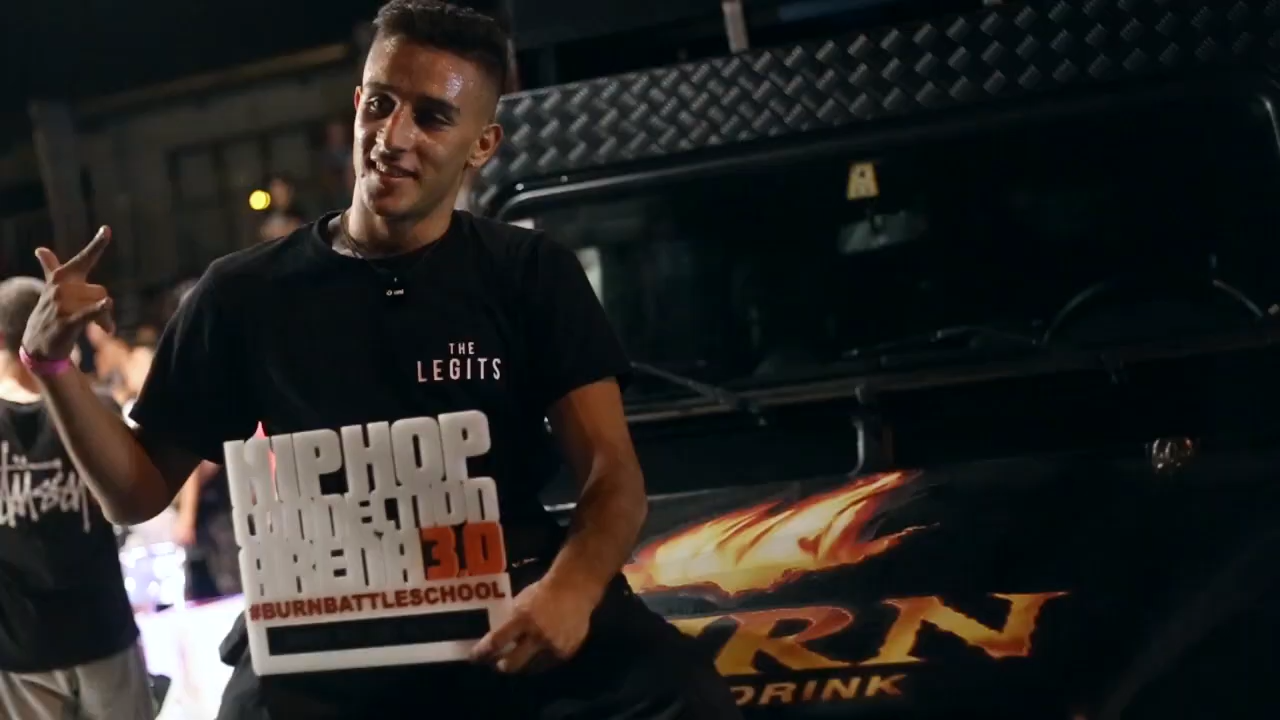 THE
LEGITS
HIPHOP
CONNECTION
ARENA 3.0
#BURNBATTLESCHOOL
DRINK